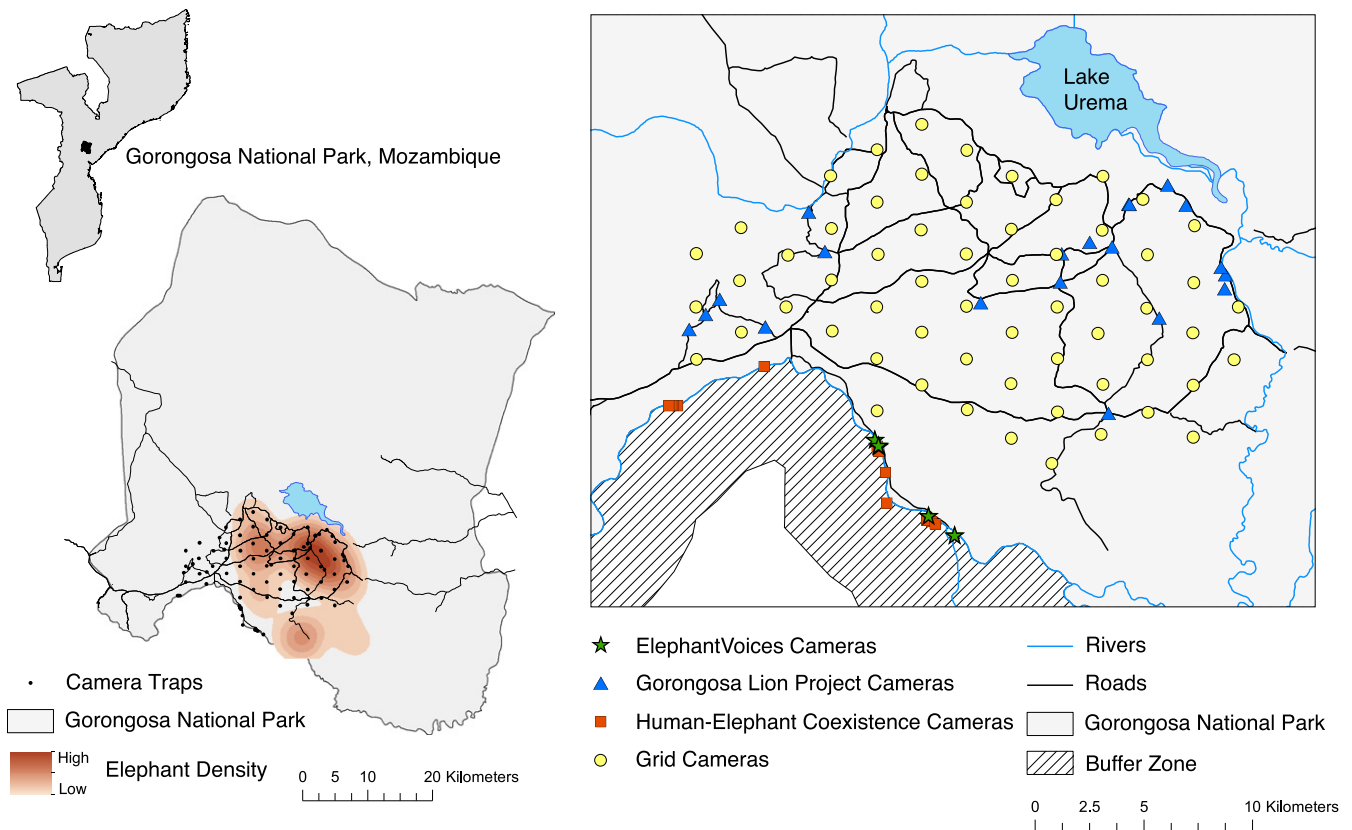 Gorongosa National Park, Mozambique
Camera Traps
Gorongosa National Park
High
Low
Elephant Density
0 5 10 20 Kilometers
Lake
Urema
ElephantVoices Cameras
Gorongosa Lion Project Cameras
Human-Elephant Coexistence Cameras
Grid Cameras
Rivers
Roads
Gorongosa National Park
Buffer Zone
0 2.5 5 10 Kilometers